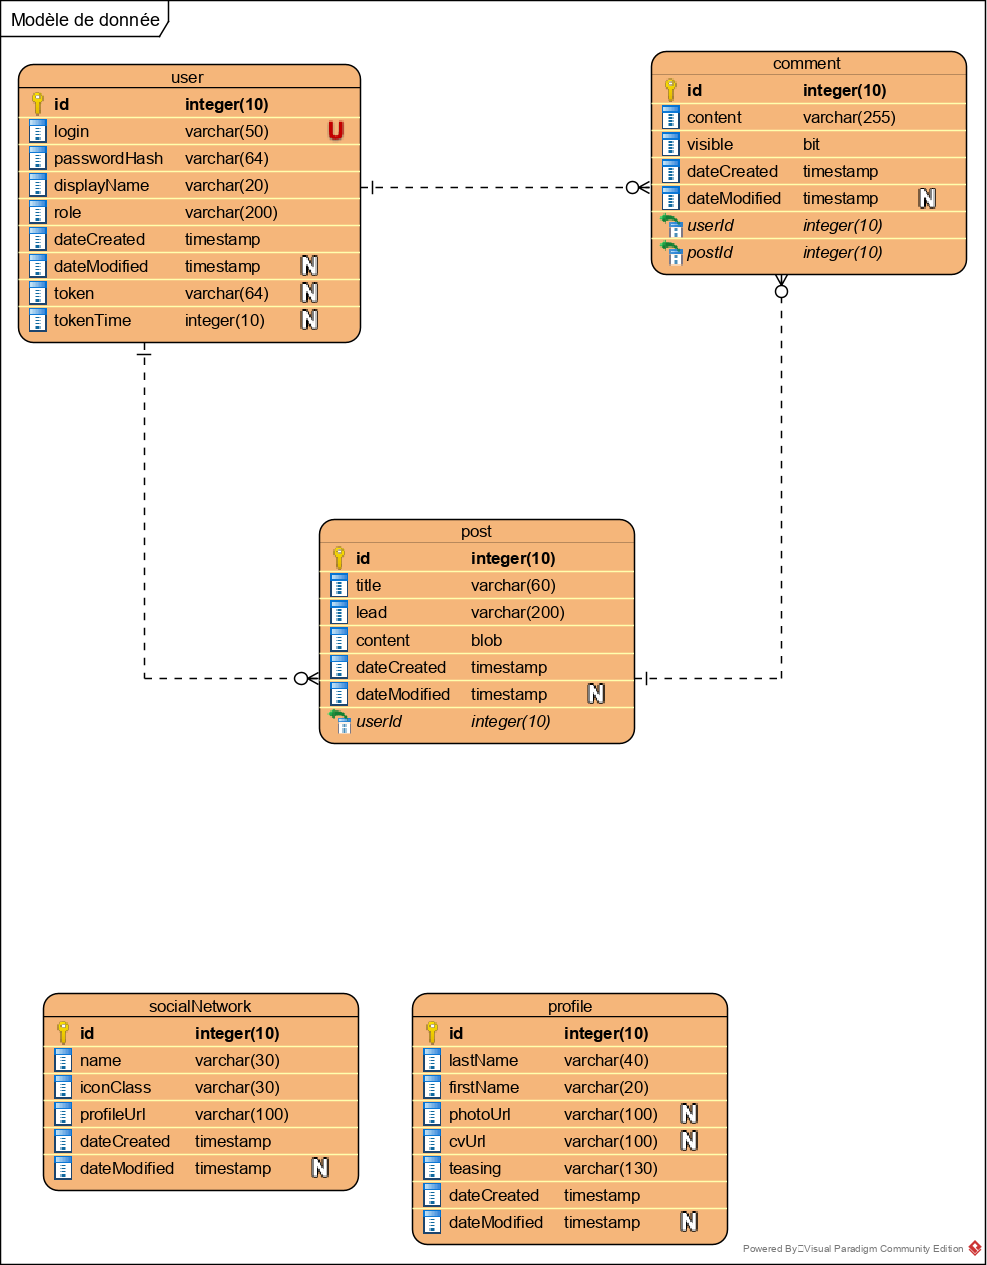 Modèle de donnée
user
id integer(10)
login varchar(50) U
passwordHash varchar(64)
displayName varchar(20)
role varchar(200)
dateCreated timestamp
dateModified timestamp N
token varchar(64) N
tokenTime integer(10) N
comment
id integer(10)
content varchar(255)
visible bit
dateCreated timestamp
dateModified timestamp N
userId integer(10)
postId integer(10)
post
id integer(10)
title varchar(60)
lead varchar(200)
content blob
dateCreated timestamp
dateModified timestamp N
userId integer(10)
socialNetwork
id integer(10)
name varchar(30)
iconClass varchar(30)
profileUrl varchar(100)
dateCreated timestamp
dateModified timestamp N
profile
id integer(10)
lastName varchar(40)
firstName varchar(20)
photoUrl varchar(100) N
cvUrl varchar(100) N
teasing varchar(130)
dateCreated timestamp
dateModified timestamp N
Powered By Visual Paradigm Community Edition